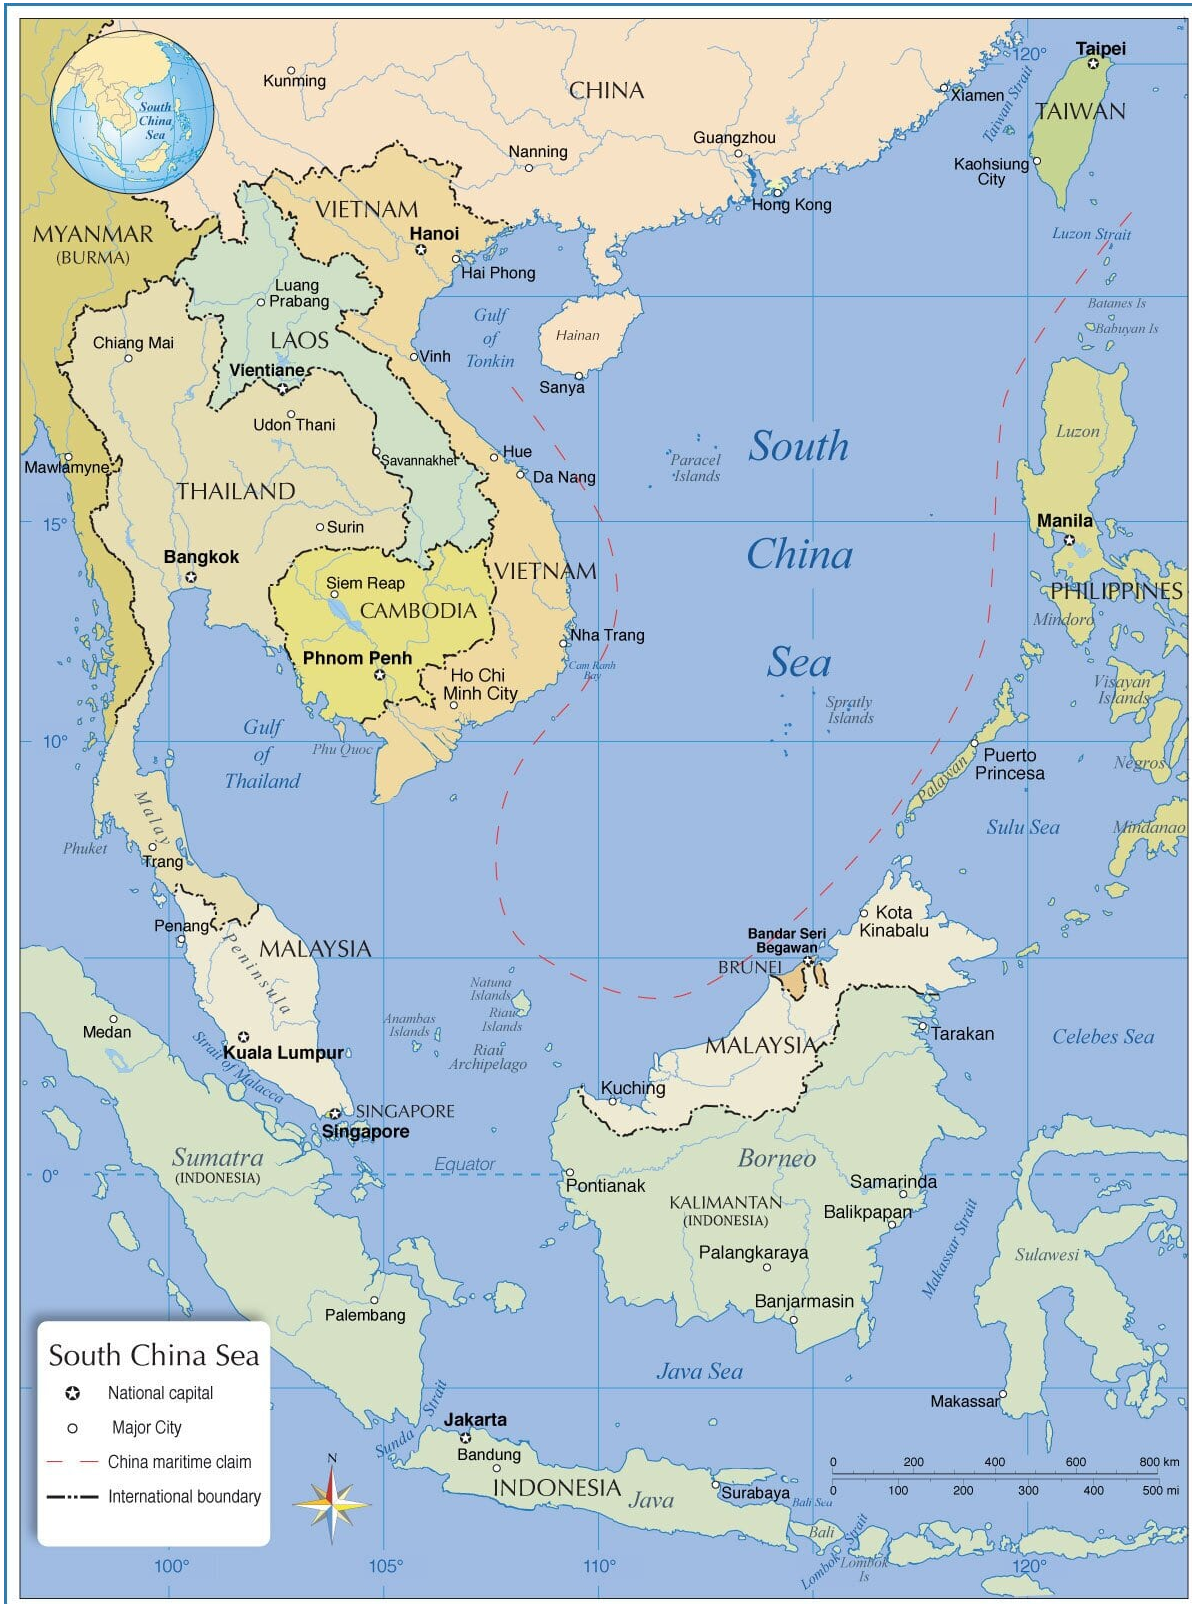 120°
Taipei
Kunming
CHINA
Xiamen
Taiwan Strait
TAIWAN
South
China
Sea
Guangzhou
Nanning
Kaohsiung
City
Hong Kong
VIETNAM
MYANMAR
(BURMA)
Hanoi
Luzon Strait
Hai Phong
Luang
Prabang
Gulf
of
Tonkin
Hainan
Batanes Is
Babuyan Is
Chiang Mai
LAOS
Vinh
Vientiane
Sanya
Udon Thani
Luzon
South
Hue
Savannakhet
Mawlamyne
Paracel
Islands
Da Nang
THAILAND
15°
Surin
Manila
China
Bangkok
VIETNAM
Siem Reap
PHILIPPINES
CAMBODIA
Mindoro
Nha Trang
Phnom Penh
Cam Ranh
Bay
Sea
Ho Chi
Minh City
Visayan
Islands
Spratly
Islands
10°
Gulf
of
Thailand
Phu Quoc
Puerto
Princesa
Palawan
Negros
Malay
Sulu Sea
Mindanao
Phuket
Trang
Kota
Kinabalu
Penang
Bandar Seri
Begawan
MALAYSIA
Peninsula
BRUNEI
Natuna
Islands
Riau
Islands
Anambas
Islands
Medan
Tarakan
Celebes Sea
Strait of Malacca
Kuala Lumpur
MALAYSIA
Riau
Archipelago
Kuching
SINGAPORE
Singapore
Sumatra
(INDONESIA)
Equator
Borneo
0°
Pontianak
Samarinda
KALIMANTAN
(INDONESIA)
Balikpapan
Makassar Strait
Palangkaraya
Sulawesi
Banjarmasin
Palembang
South China Sea
National capital
Major City
China maritime claim
International boundary
Java Sea
Makassar
Sunda Strait
Jakarta
Bandung
N
INDONESIA
Java
Surabaya
0 200 400 600 800 km
0 100 200 300 400 500 mi
Bali Sea
Bali
Lombok Strait
Lombok
Is
100°
105°
110°
120°